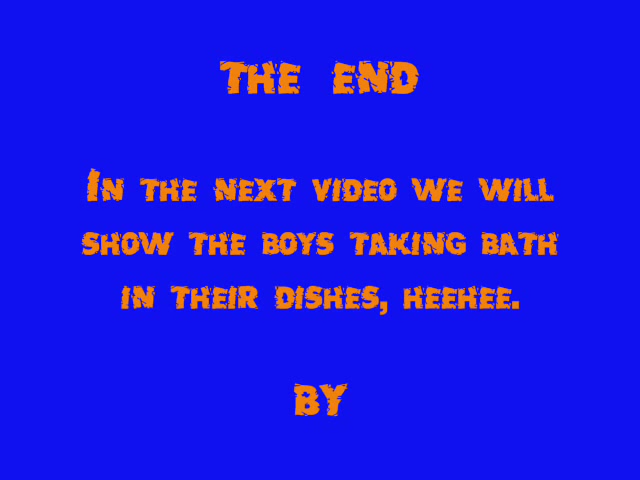 THE END
IN THE NEXT VIDEO WE WILL
SHOW THE BOYS TAKING BATH
IN THEIR DISHES, HEEHEE.
BY